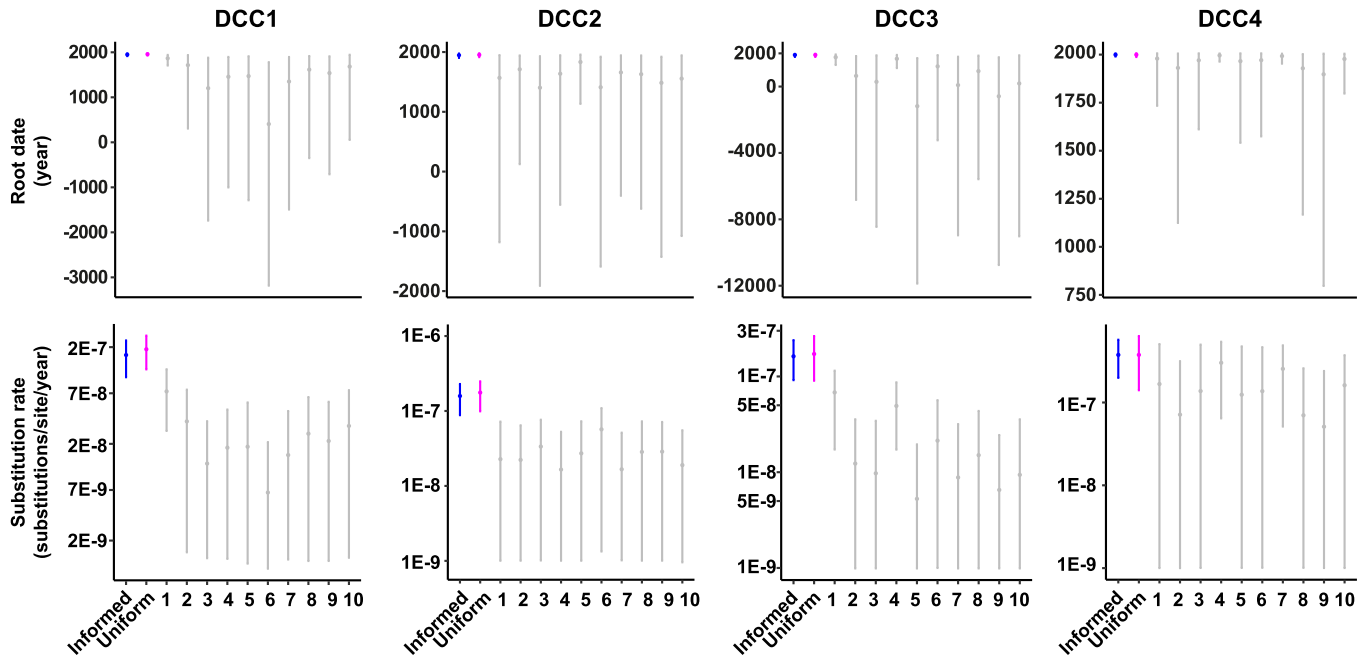 DCC1 DCC2 DCC3 DCC4
Root date
(year)
2000
1000
0
-1000
-2000
-3000
2000
1000
0
-1000
-2000
2000
0
-4000
-8000
-12000
2000
1750
1500
1250
1000
750
Substitution rate
(substitutions/site/year)
2E-7
7E-8
2E-8
7E-9
2E-9
1E-6
1E-7
1E-8
1E-9
3E-7
1E-7
5E-8
1E-8
5E-9
1E-9
1E-7
1E-8
1E-9
Informed Uniform 1 2 3 4 5 6 7 8 9 10
Informed Uniform 1 2 3 4 5 6 7 8 9 10
Informed Uniform 1 2 3 4 5 6 7 8 9 10
Informed Uniform 1 2 3 4 5 6 7 8 9 10